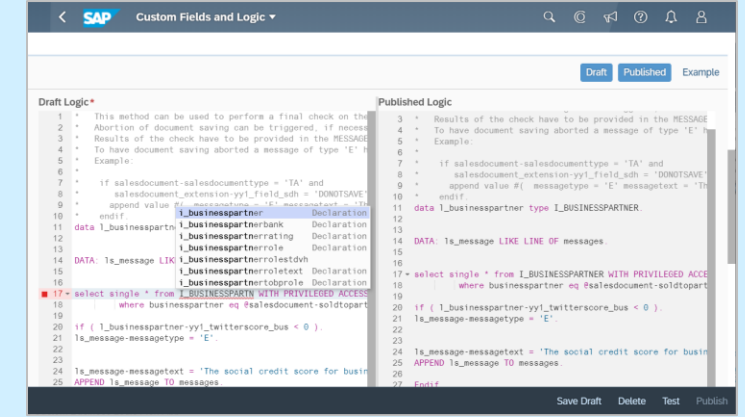 SAP Custom Fields and Logic
Draft Published Example
Draft Logic*
1 * This method can be used to perform a final check on the
2 * Abortion of document saving can be triggered, if necess
3 * Results of the check have to be provided in the MESSAGE
4 * To have document saving aborted a message of type 'E' h
5 * Example:
6 *
7 * if salesdocument-salesdocumenttype = 'TA' and
8 * salesdocument_extension-yy1_field_sdh = 'DONOTSAVE'
9 * append value #( messagetype = 'E' messagetext = 'Th
10 * endif.
11 data l_businesspartn
12
13
14 DATA: ls_message LIK
15
16
17 select single * from I_BUSINESSPARTN WITH PRIVILEGED ACCESS
18 where businesspartner eq @salesdocument-soldtopart
19
20 if ( l_businesspartner-yy1_twitterscore_bus < 0 ).
21 ls_message-messagetype = 'E'.
22
23
24 ls_message-messagetext = 'The social credit score for busin
25 APPEND ls_message TO messages.
i_businesspartner Declaration
i_businesspartnerbank Declaration
i_businesspartnerrating Declaration
i_businesspartnerrole Declaration
i_businesspartnerrolestdvh Declaration
i_businesspartnerroletext Declaration
i_businesspartnertobprole Declaration
Published Logic
3 * Results of the check have to be provided in the MESSAGE
4 * To have document saving aborted a message of type 'E' h
5 * Example:
6 *
7 * if salesdocument-salesdocumenttype = 'TA' and
8 * salesdocument_extension-yy1_field_sdh = 'DONOTSAVE'
9 * append value #( messagetype = 'E' messagetext = 'Th
10 * endif.
11 data l_businesspartner type I_BUSINESSPARTNER.
12
13
14 DATA: ls_message LIKE LINE OF messages.
15
16
17 select single * from I_BUSINESSPARTNER WITH PRIVILEGED ACCE
18 where businesspartner eq @salesdocument-soldtopart
19
20 if ( l_businesspartner-yy1_twitterscore_bus < 0 ).
21 ls_message-messagetype = 'E'.
22
23
24 ls_message-messagetext = 'The social credit score for busin
25 APPEND ls_message TO messages.
26
27 Endif
Save Draft Delete Test Publish